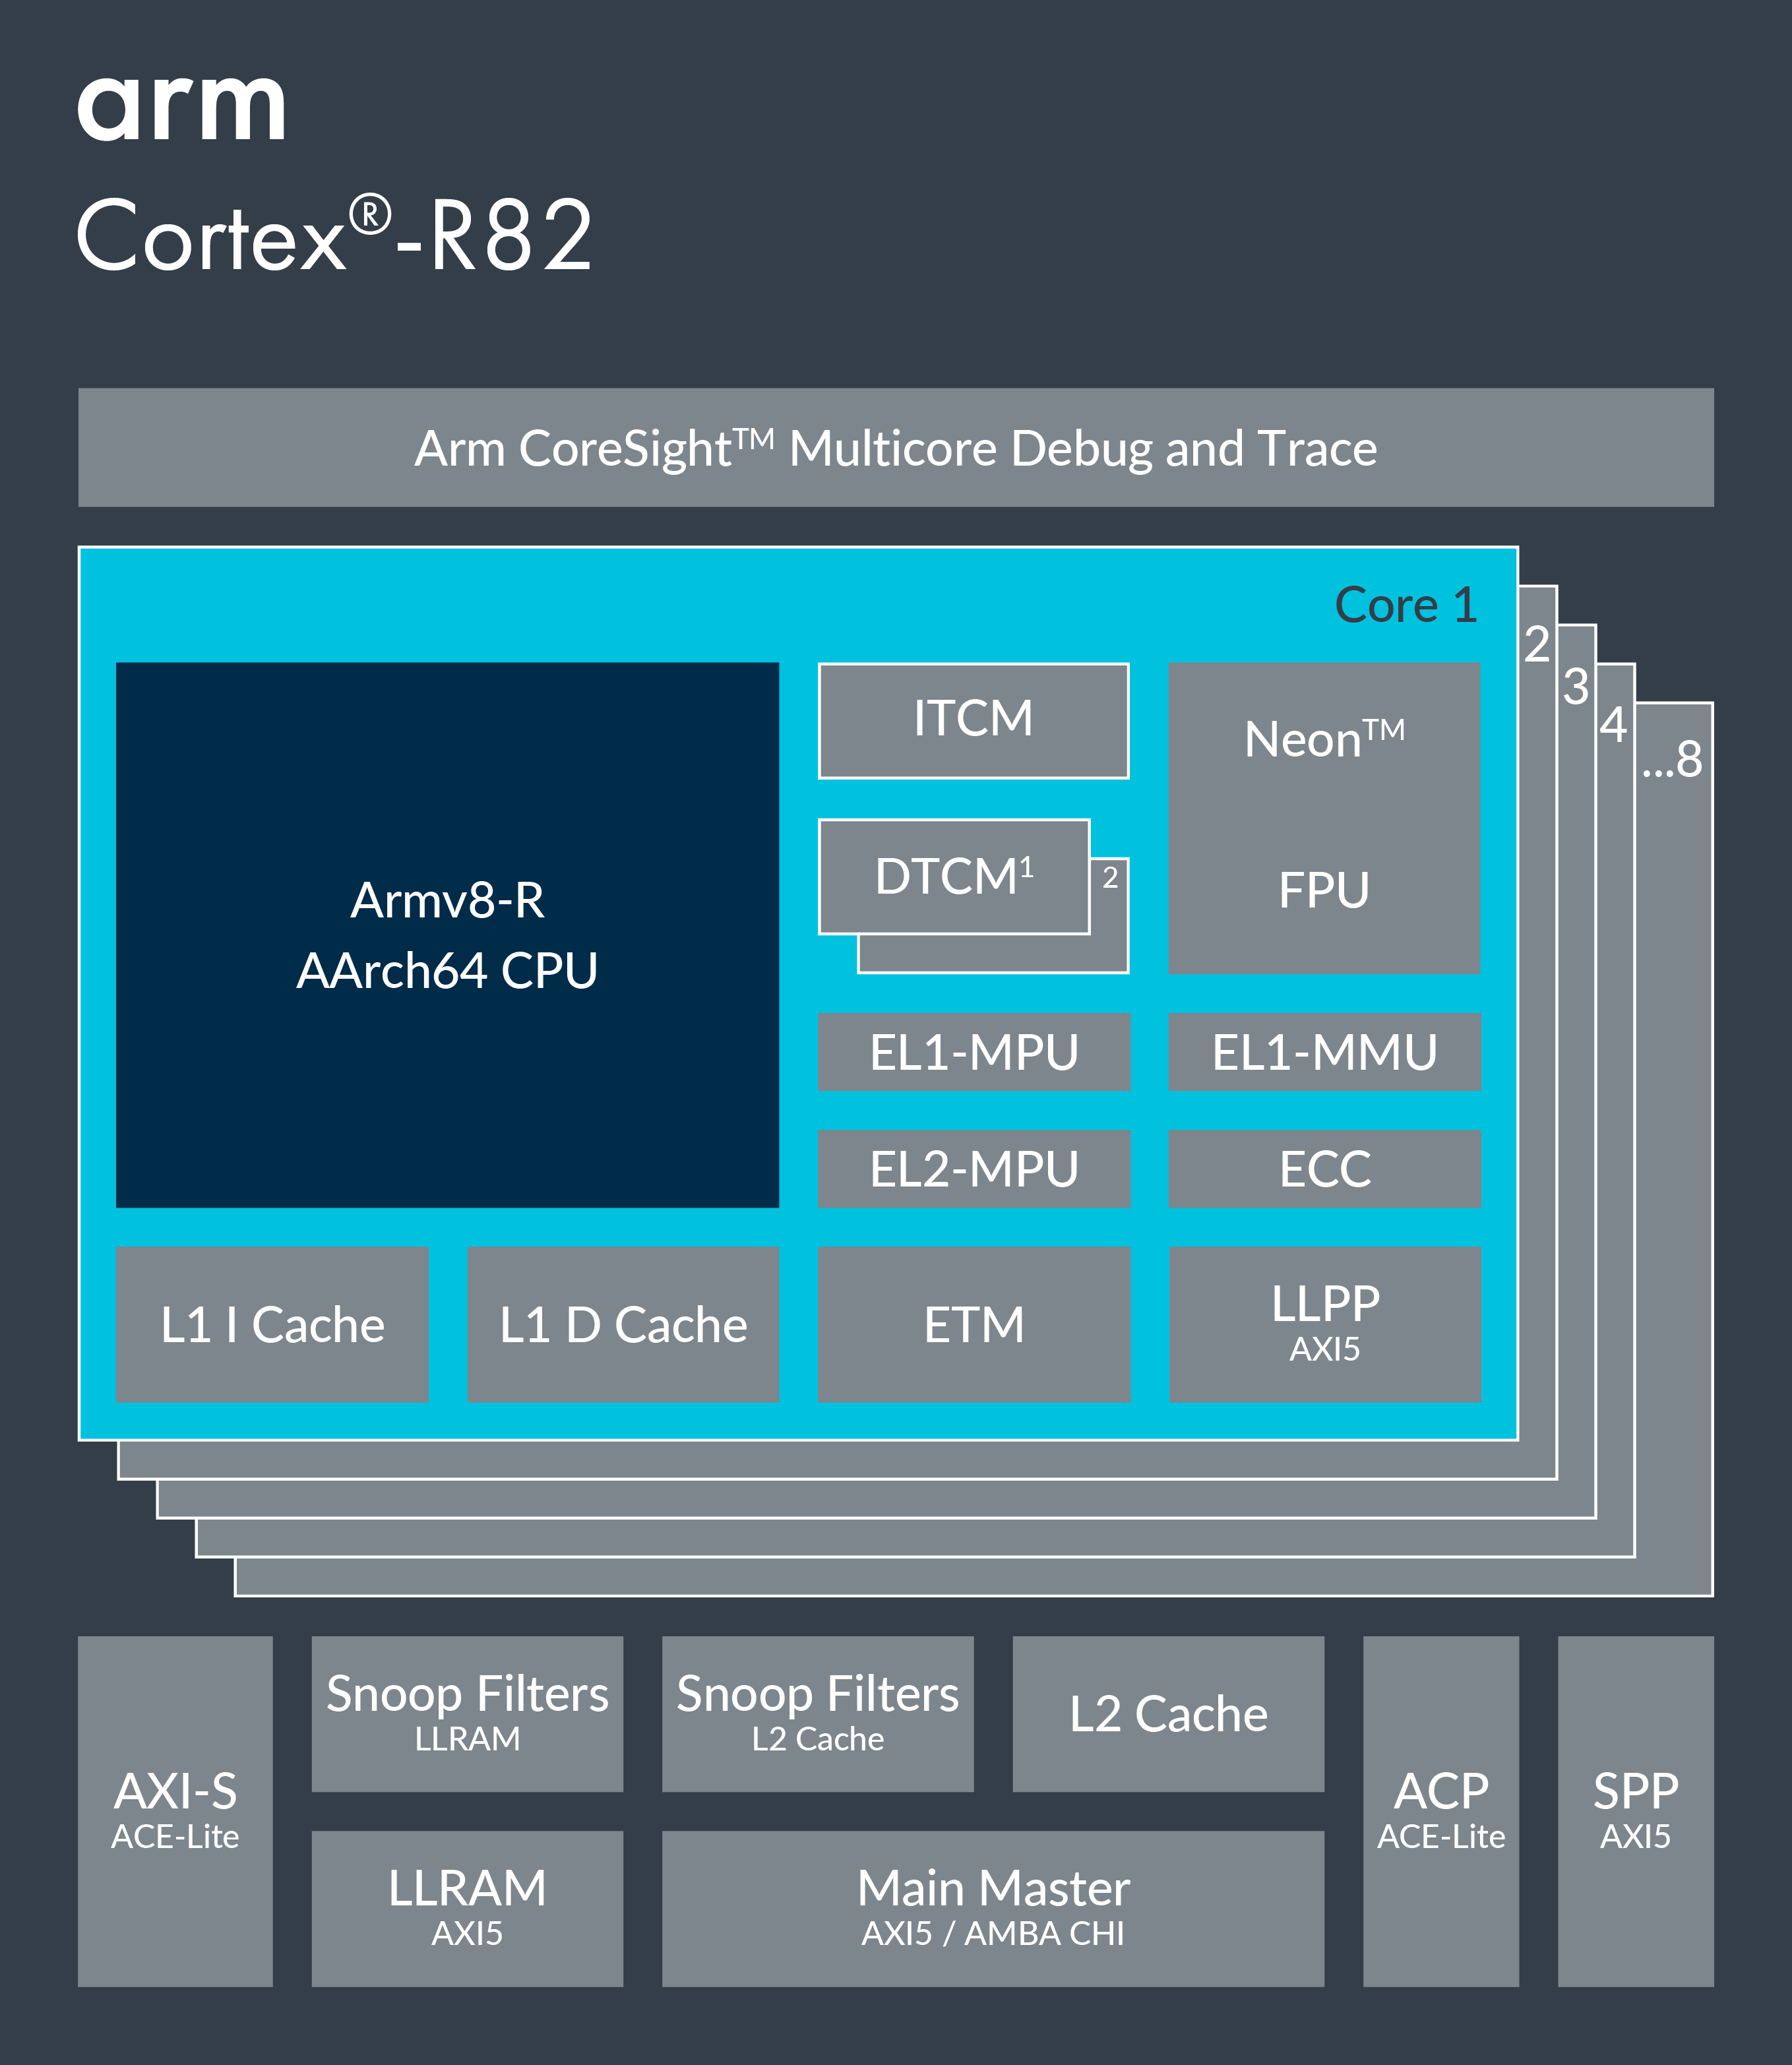 arm
Cortex®-R82
Arm CoreSight™ Multicore Debug and Trace
Core 1
2
3
4
...8
Armv8-R
AArch64 CPU
ITCM
Neon™
DTCM¹
2
FPU
EL1-MPU
EL1-MMU
EL2-MPU
ECC
L1 I Cache
L1 D Cache
ETM
LLPP
AXI5
AXI-S
ACE-Lite
Snoop Filters
LLRAM
Snoop Filters
L2 Cache
L2 Cache
LLRAM
AXI5
Main Master
AXI5 / AMBA CHI
ACP
ACE-Lite
SPP
AXI5